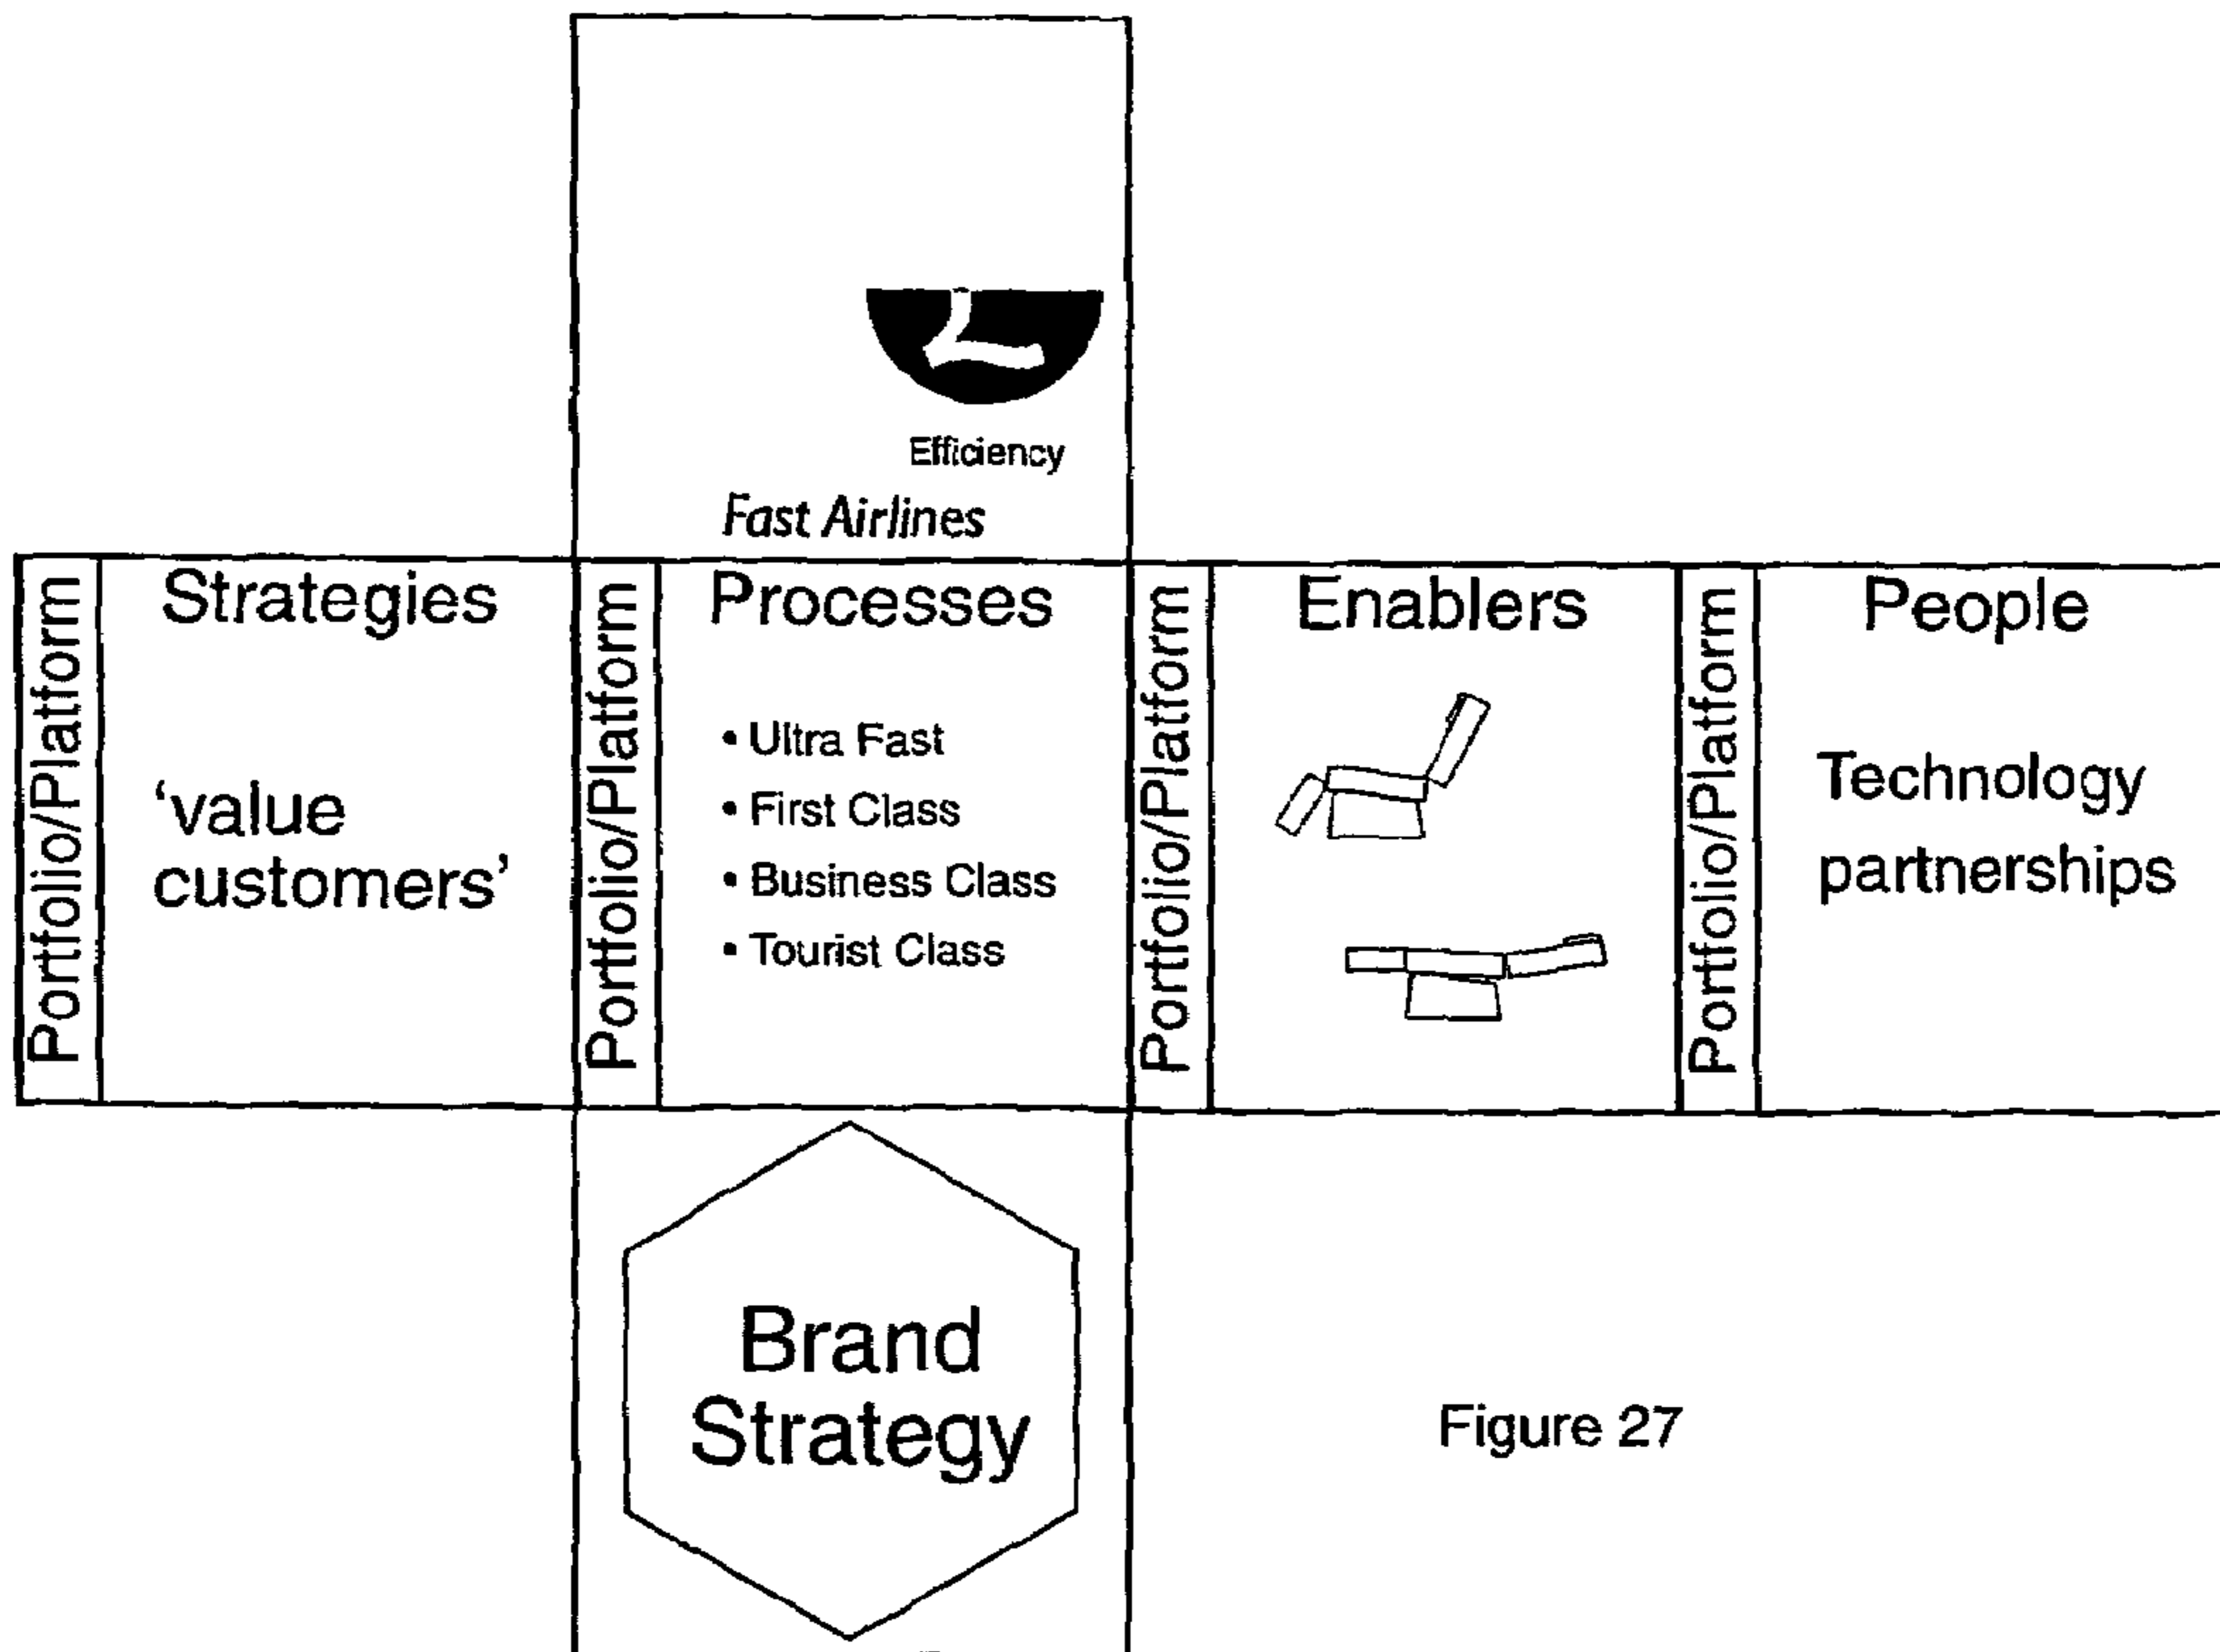 Efficiency
Fast Airlines
Portfolio/Platform
Strategies
‘value
customers’
Portfolio/Platform
Processes
• Ultra Fast
• First Class
• Business Class
• Tourist Class
Portfolio/Platform
Enablers
Portfolio/Platform
People
Technology
partnerships
Brand
Strategy
Figure 27